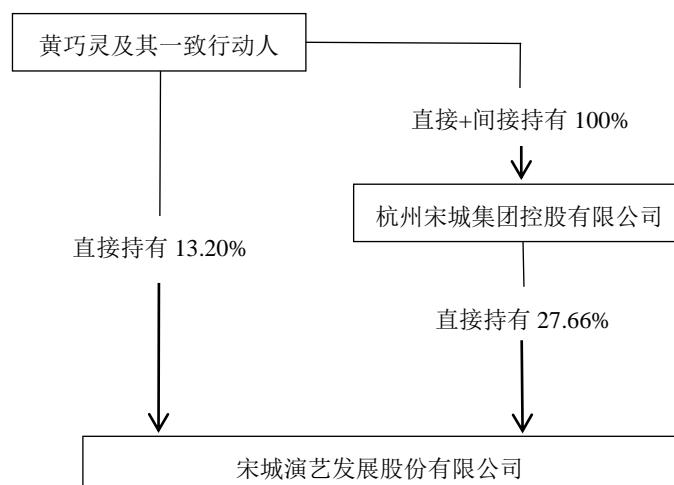 黄巧灵及其一致行动人
直接+间接持有 100%
杭州宋城集团控股有限公司
直接持有 13.20%
直接持有 27.66%
宋城演艺发展股份有限公司